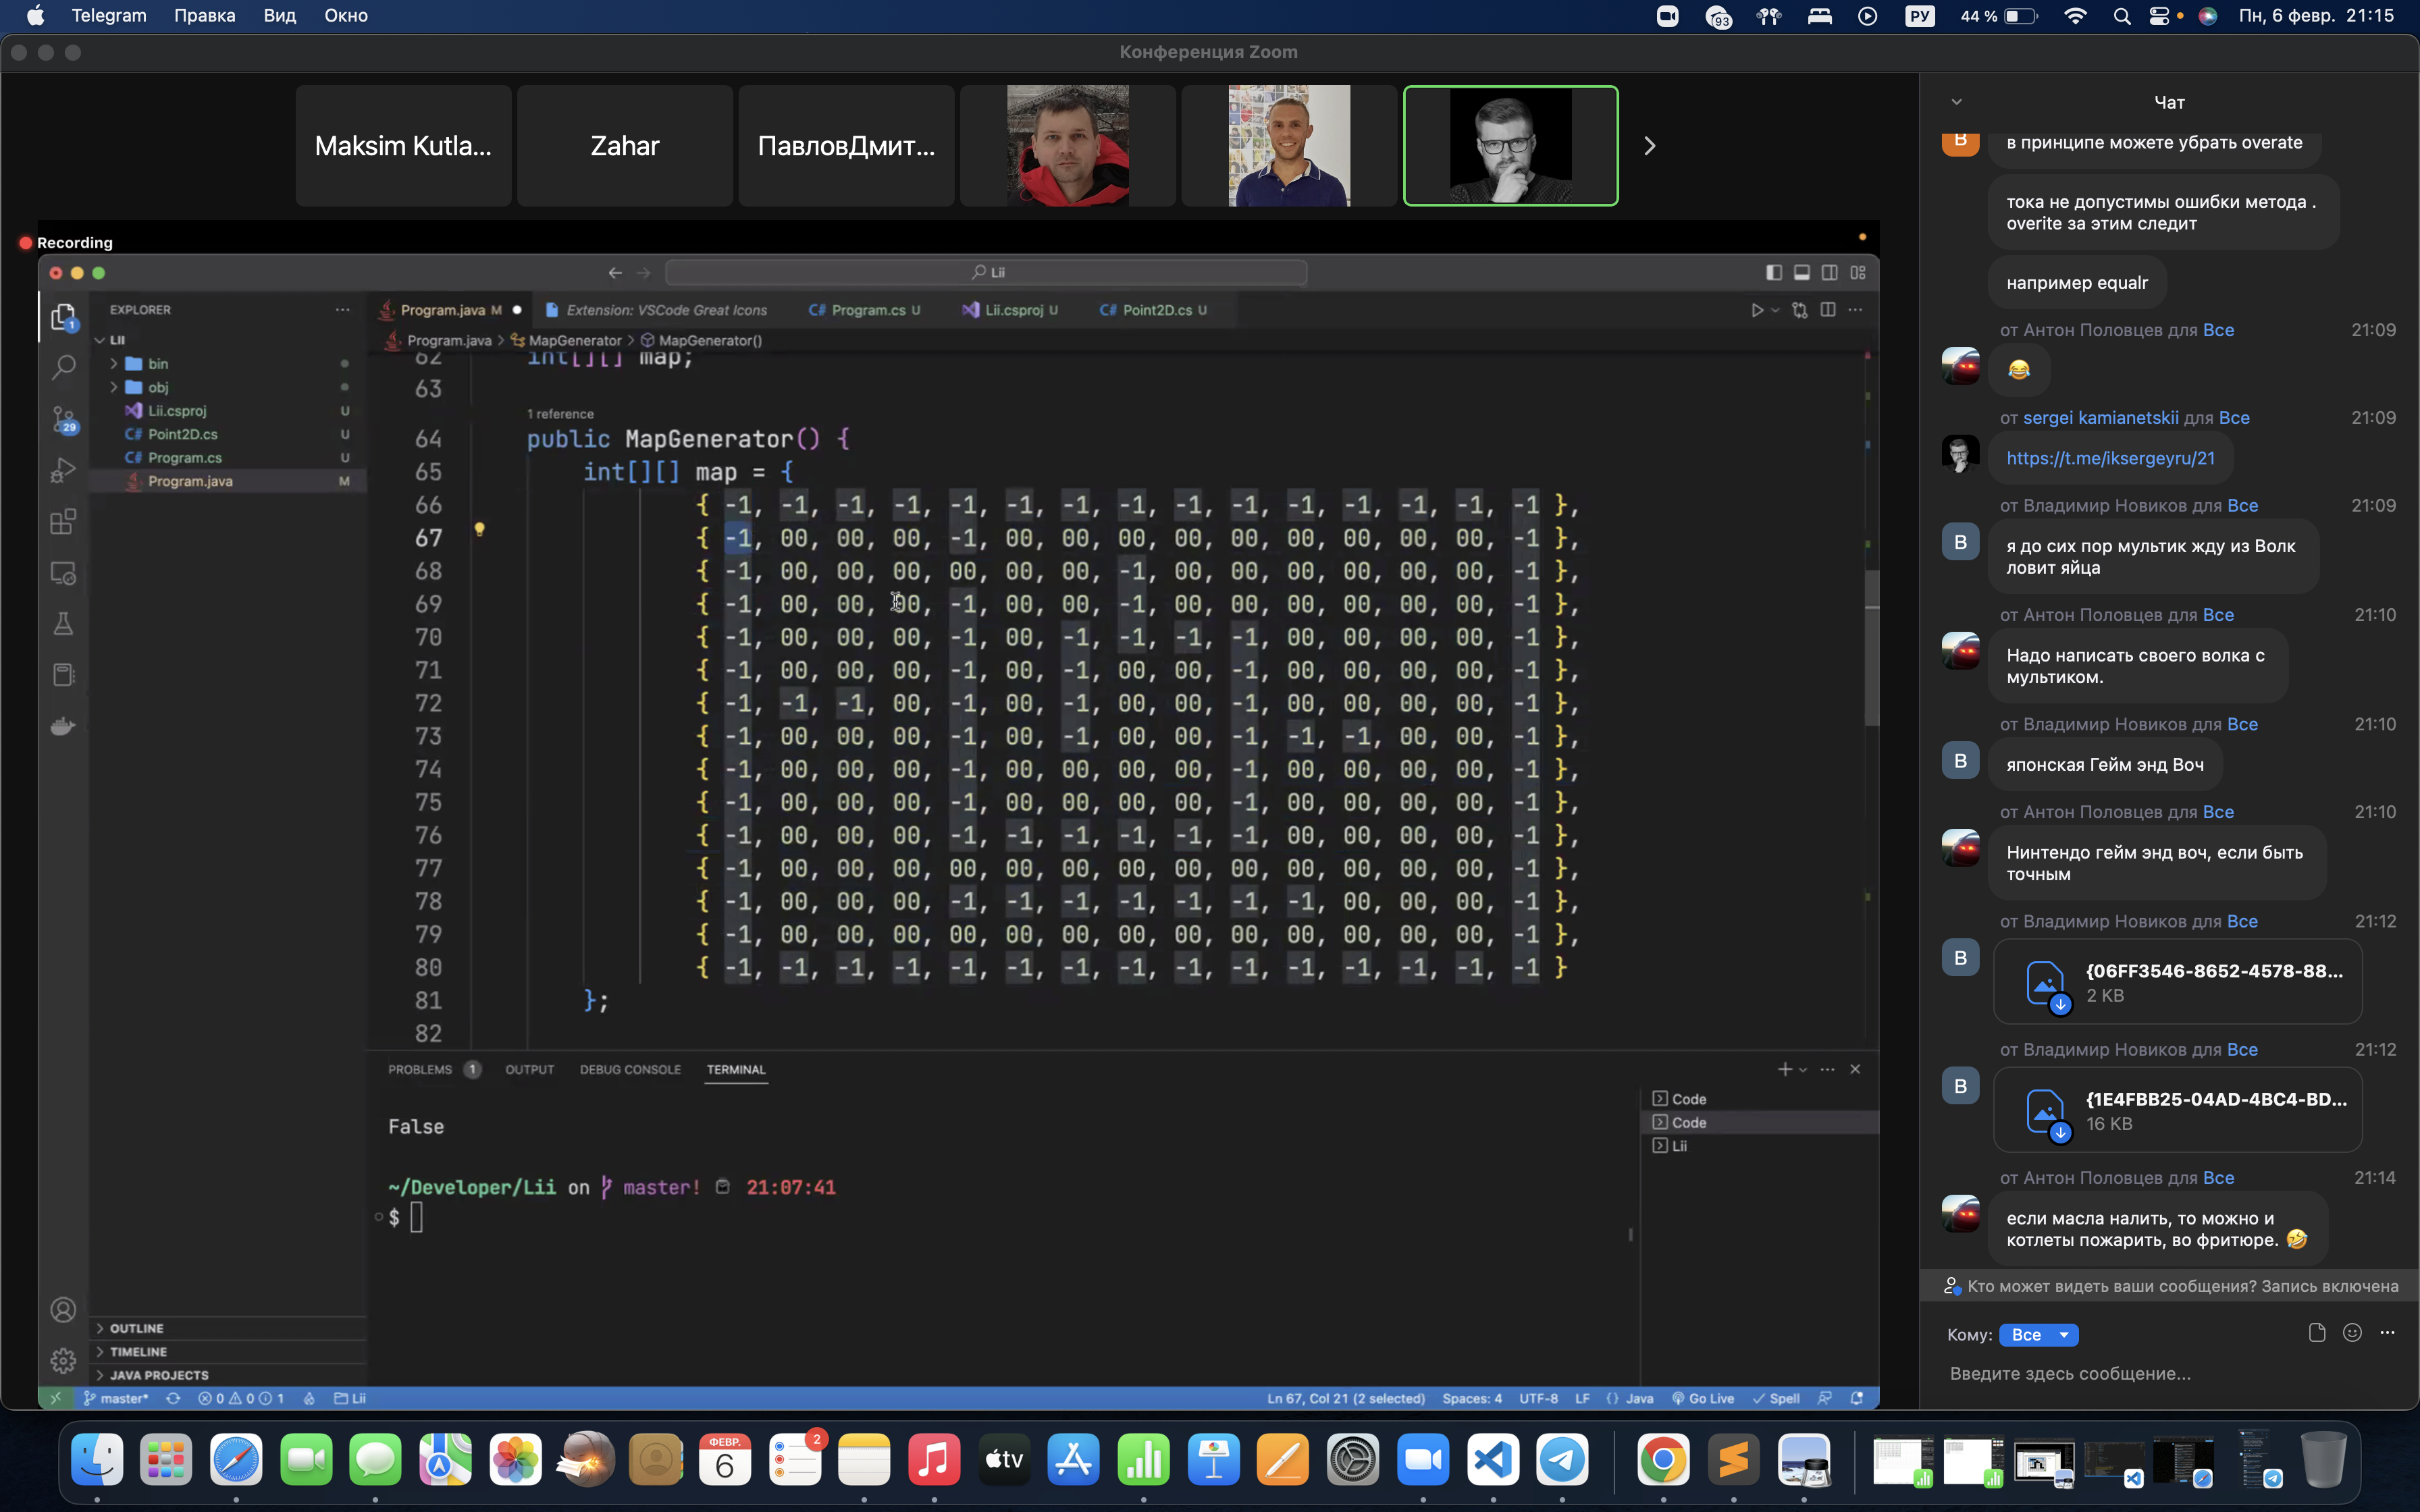 Telegram Правка Вид Окно
93 РУ 44 % Пн, 6 февр. 21:15
Конференция Zoom
Maksim Kutla... Zahar ПавловДмит...
Recording
Lii
EXPLORER
LII
bin
obj
Lii.csproj U
Point2D.cs U
Program.cs U
Program.java M
OUTLINE
TIMELINE
JAVA PROJECTS
1
29
Program.java M Extension: VSCode Great Icons C# Program.cs U Lii.csproj U C# Point2D.cs U
Program.java > MapGenerator > MapGenerator()
62 int[][] map;
63
1 reference
64 public MapGenerator() {
65 int[][] map = {
66 { -1, -1, -1, -1, -1, -1, -1, -1, -1, -1, -1, -1, -1, -1, -1 },
67 { -1, 00, 00, 00, -1, 00, 00, 00, 00, 00, 00, 00, 00, 00, -1 },
68 { -1, 00, 00, 00, 00, 00, 00, -1, 00, 00, 00, 00, 00, 00, -1 },
69 { -1, 00, 00, 00, -1, 00, 00, -1, 00, 00, 00, 00, 00, 00, -1 },
70 { -1, 00, 00, 00, -1, 00, -1, -1, -1, -1, 00, 00, 00, 00, -1 },
71 { -1, 00, 00, 00, -1, 00, -1, 00, 00, -1, 00, 00, 00, 00, -1 },
72 { -1, -1, -1, 00, -1, 00, -1, 00, 00, -1, 00, 00, 00, 00, -1 },
73 { -1, 00, 00, 00, -1, 00, -1, 00, 00, -1, -1, -1, 00, 00, -1 },
74 { -1, 00, 00, 00, -1, 00, 00, 00, 00, -1, 00, 00, 00, 00, -1 },
75 { -1, 00, 00, 00, -1, 00, 00, 00, 00, -1, 00, 00, 00, 00, -1 },
76 { -1, 00, 00, 00, -1, -1, -1, -1, -1, -1, 00, 00, 00, 00, -1 },
77 { -1, 00, 00, 00, 00, 00, 00, 00, 00, 00, 00, 00, 00, 00, -1 },
78 { -1, 00, 00, 00, -1, -1, -1, -1, -1, -1, -1, 00, 00, 00, -1 },
79 { -1, 00, 00, 00, 00, 00, 00, 00, 00, 00, 00, 00, 00, 00, -1 },
80 { -1, -1, -1, -1, -1, -1, -1, -1, -1, -1, -1, -1, -1, -1, -1 }
81 };
82
PROBLEMS 1 OUTPUT DEBUG CONSOLE TERMINAL
False
~/Developer/Lii on master! 21:07:41
$
Code
Code
Lii
master* 0 0 1 Lii
Ln 67, Col 21 (2 selected) Spaces: 4 UTF-8 LF {} Java Go Live Spell
Чат
В
в принципе можете убрать overate
тока не допустимы ошибки метода .
overite за этим следит
например equalr
от Антон Половцев для Все 21:09
😂
от sergei kamianetskii для Все 21:09
https://t.me/iksergeyru/21
от Владимир Новиков для Все 21:09
В
я до сих пор мультик жду из Волк
ловит яйца
от Антон Половцев для Все 21:10
Надо написать своего волка с
мультиком.
от Владимир Новиков для Все 21:10
В
японская Гейм энд Воч
от Антон Половцев для Все 21:10
Нинтендо гейм энд воч, если быть
точным
от Владимир Новиков для Все 21:12
В
{06FF3546-8652-4578-88...
2 KB
от Владимир Новиков для Все 21:12
В
{1E4FBB25-04AD-4BC4-BD...
16 KB
от Антон Половцев для Все 21:14
если масла налить, то можно и
котлеты пожарить, во фритюре. 🤣
Кто может видеть ваши сообщения? Запись включена
Кому: Все
Введите здесь сообщение...
ФЕВР.
6
2
tv